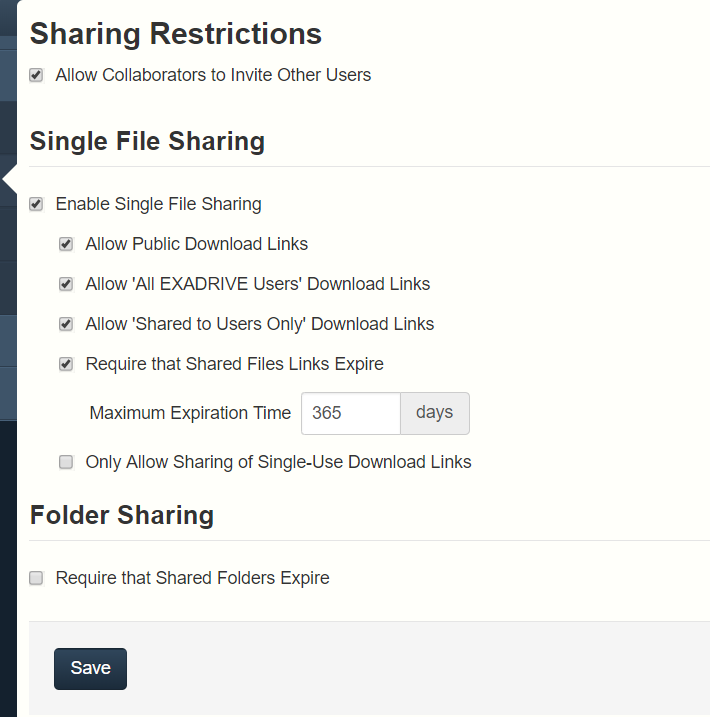 Sharing Restrictions
Allow Collaborators to Invite Other Users
Single File Sharing
Enable Single File Sharing
Allow Public Download Links
Allow 'All EXADRIVE Users' Download Links
Allow 'Shared to Users Only' Download Links
Require that Shared Files Links Expire
Maximum Expiration Time 365 days
Only Allow Sharing of Single-Use Download Links
Folder Sharing
Require that Shared Folders Expire
Save